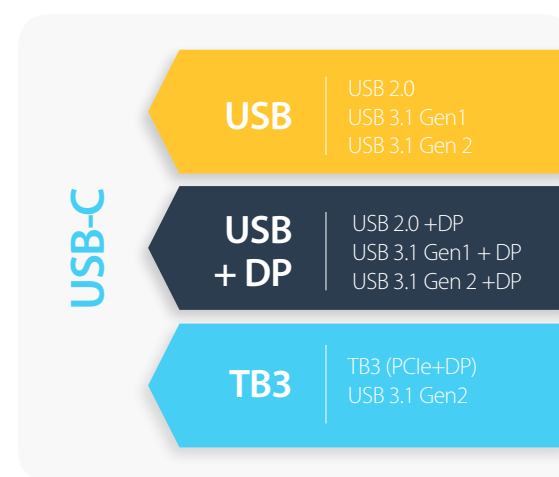 USB-C
USB
USB 2.0
USB 3.1 Gen1
USB 3.1 Gen 2
USB
+ DP
USB 2.0 +DP
USB 3.1 Gen1 + DP
USB 3.1 Gen 2 +DP
TB3
TB3 (PCIe+DP)
USB 3.1 Gen2